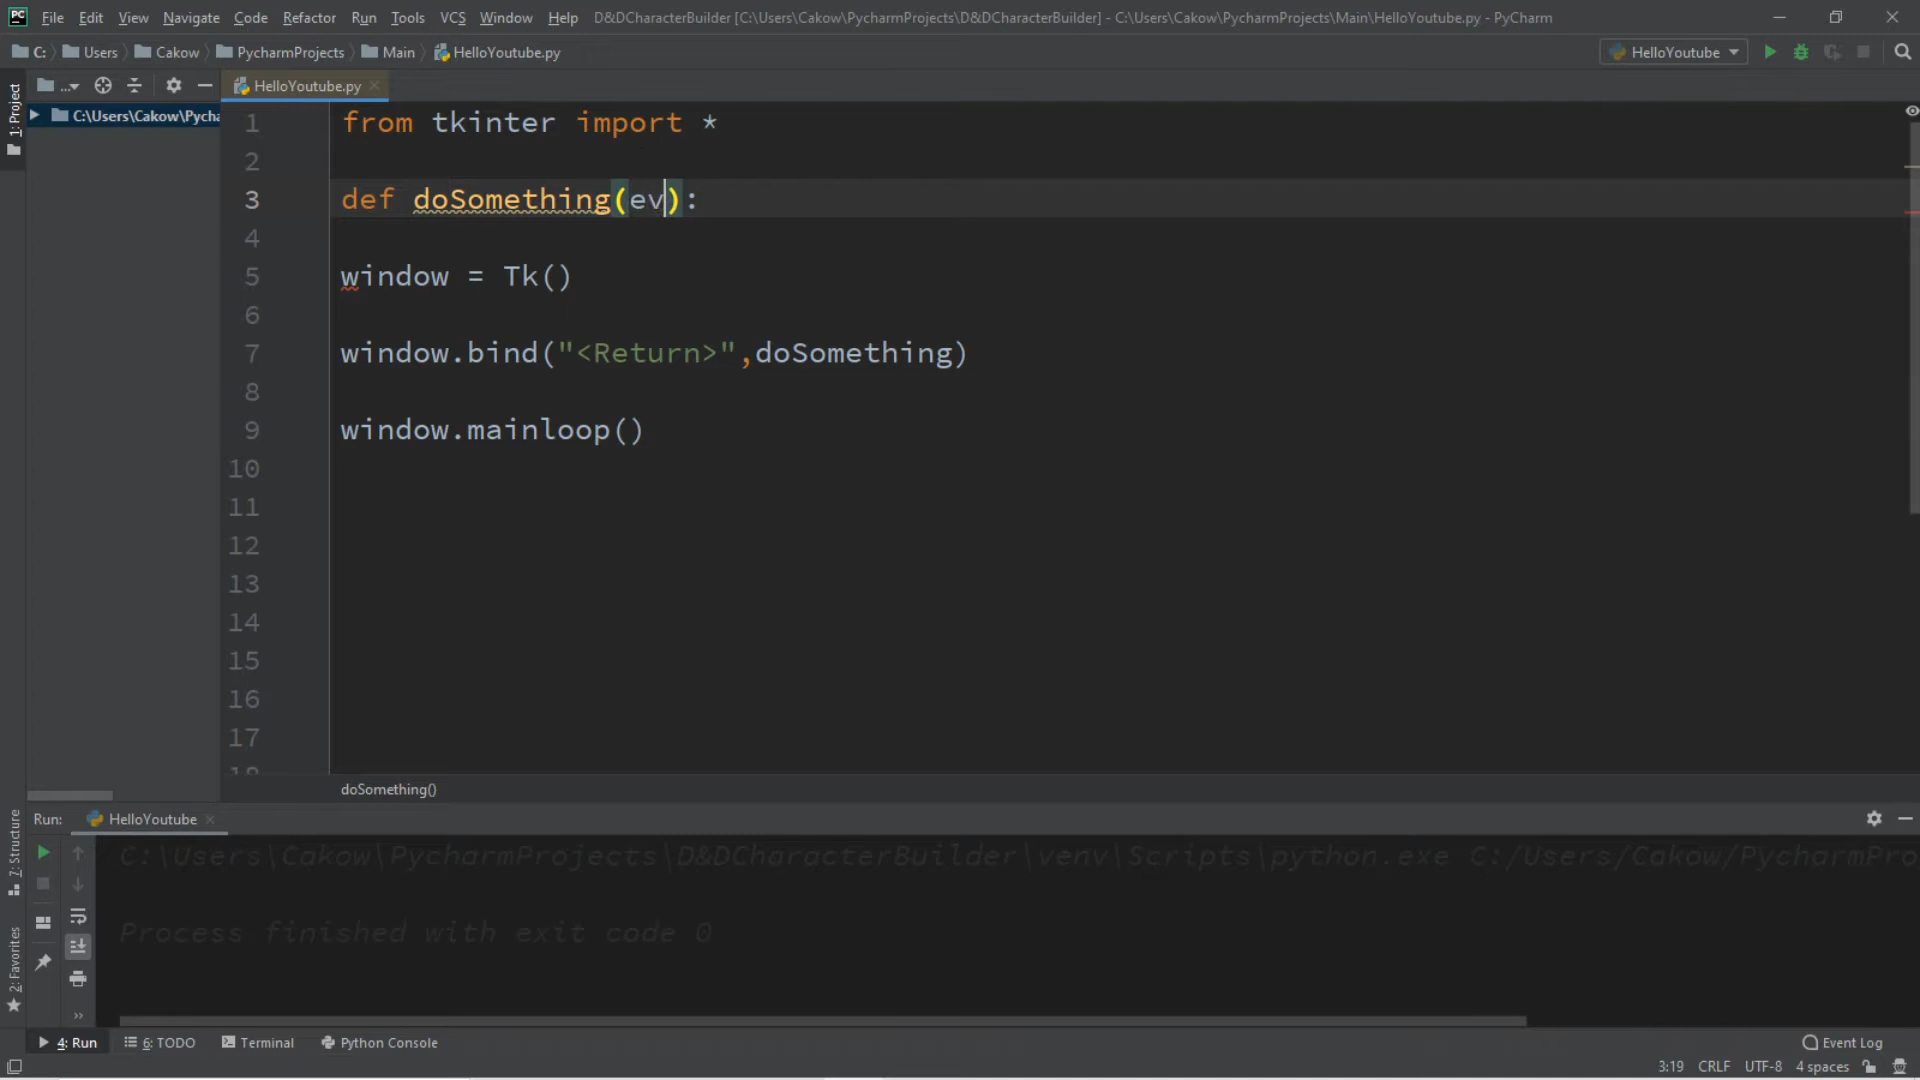 PC File Edit View Navigate Code Refactor Run Tools VCS Window Help D&DCharacterBuilder [C:\Users\Cakow\PycharmProjects\D&DCharacterBuilder] - C:\Users\Cakow\PycharmProjects\Main\HelloYoutube.py - PyCharm
C: Users Cakow PycharmProjects Main HelloYoutube.py HelloYoutube
1: Project
... HelloYoutube.py
C:\Users\Cakow\Pycha
1 from tkinter import *
2
3 def doSomething(ev):
4
5 window = Tk()
6
7 window.bind("<Return>",doSomething)
8
9 window.mainloop()
10
11
12
13
14
15
16
17
18
doSomething()
7: Structure
2: Favorites
Run: HelloYoutube
C:\Users\Cakow\PycharmProjects\D&DCharacterBuilder\venv\Scripts\python.exe C:/Users/Cakow/PycharmPro
Process finished with exit code 0
4: Run 6: TODO Terminal Python Console Event Log
3:19 CRLF UTF-8 4 spaces